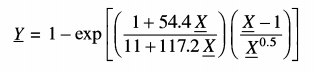 Y = 1 − exp[((1 + 54.4 X)/(11 + 117.2 X))((X − 1)/(X^0.5))]